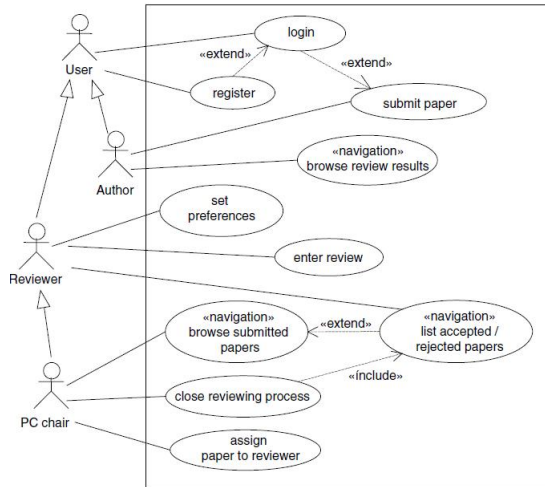 login
«extend»
«extend»
User
register
submit paper
«navigation»
browse review results
Author
set
preferences
enter review
Reviewer
«navigation»
browse submitted
papers
«extend»
«navigation»
list accepted /
rejected papers
«include»
close reviewing process
PC chair
assign
paper to reviewer